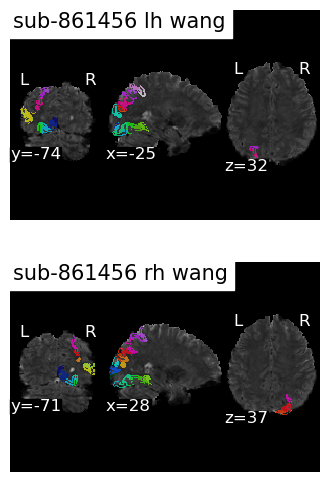 sub-861456 lh wang
L R L R
y=-74 x=-25 z=32
sub-861456 rh wang
L R L R
y=-71 x=28 z=37